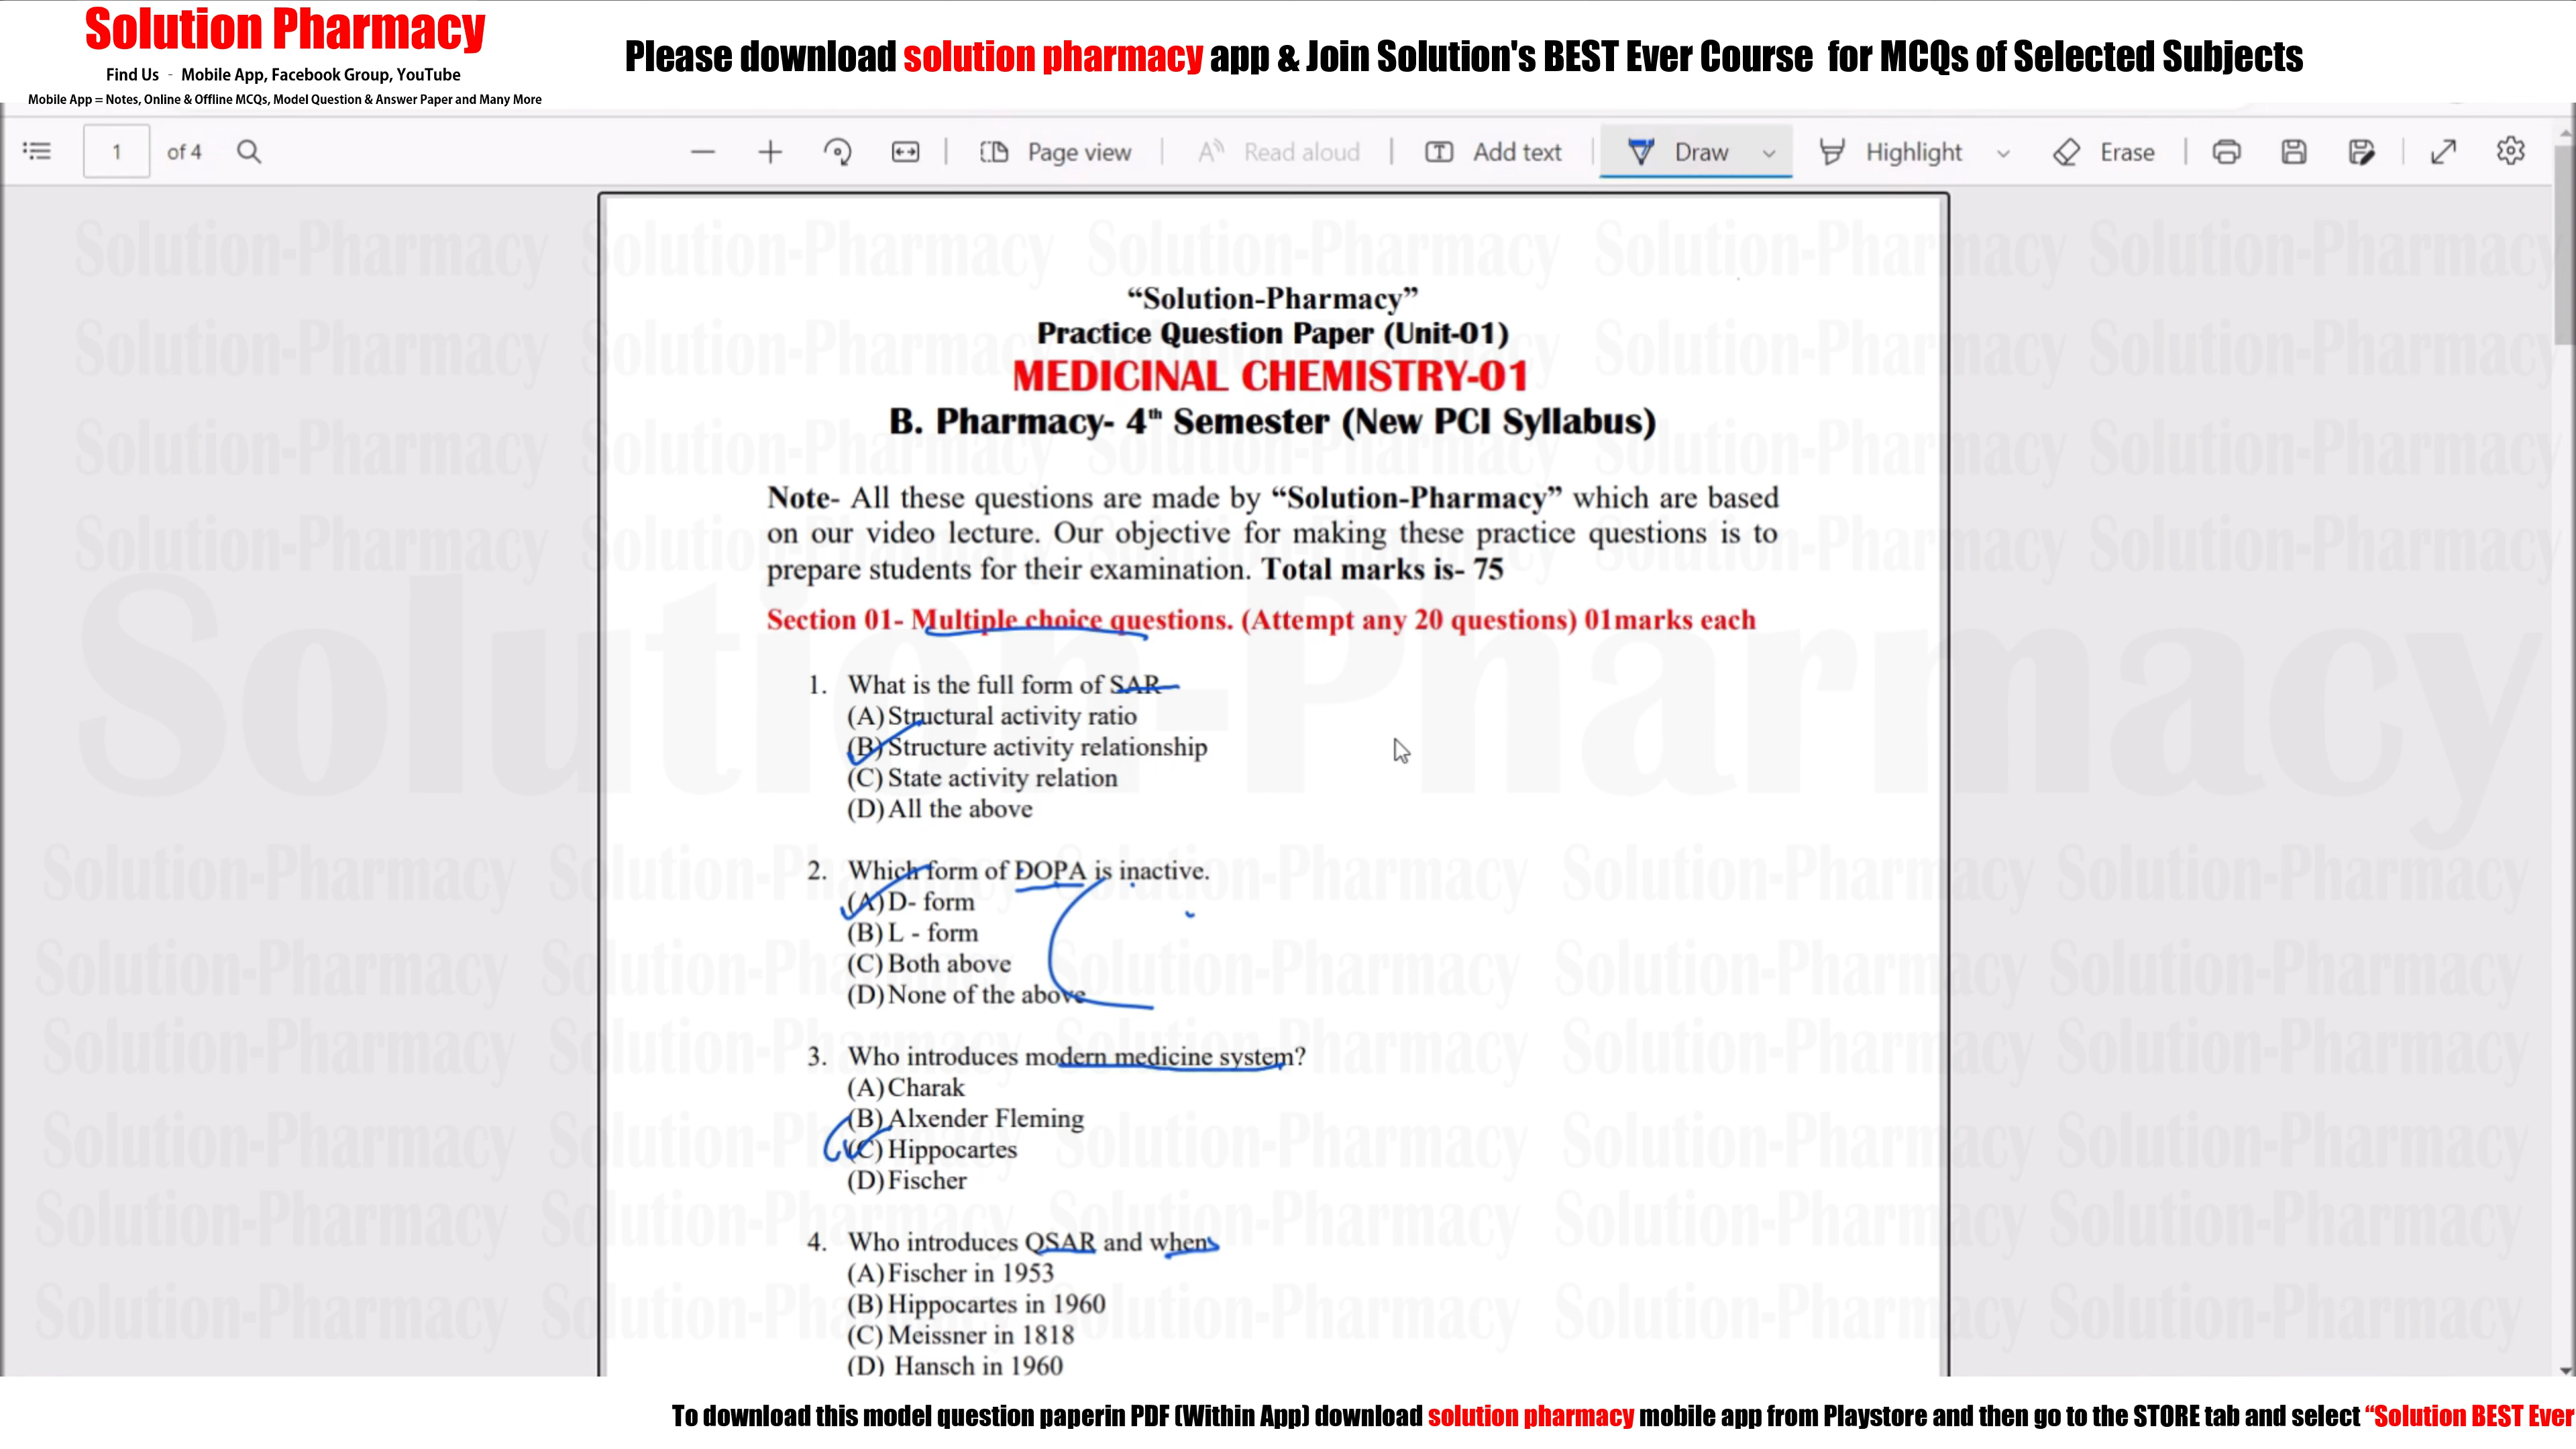 Solution Pharmacy
Find Us - Mobile App, Facebook Group, YouTube
Mobile App = Notes, Online & Offline MCQs, Model Question & Answer Paper and Many More
Please download solution pharmacy app & Join Solution's BEST Ever Course for MCQs of Selected Subjects
1 of 4 Page view Read aloud Add text Draw Highlight Erase
“Solution-Pharmacy”
Practice Question Paper (Unit-01)
MEDICINAL CHEMISTRY-01
B. Pharmacy- 4th Semester (New PCI Syllabus)
Note- All these questions are made by “Solution-Pharmacy” which are based
on our video lecture. Our objective for making these practice questions is to
prepare students for their examination. Total marks is- 75
Section 01- Multiple choice questions. (Attempt any 20 questions) 01marks each
1. What is the full form of SAR
(A) Structural activity ratio
(B) Structure activity relationship
(C) State activity relation
(D) All the above
2. Which form of DOPA is inactive.
(A) D- form
(B) L - form
(C) Both above
(D) None of the above
3. Who introduces modern medicine system?
(A) Charak
(B) Alxender Fleming
(C) Hippocartes
(D) Fischer
4. Who introduces QSAR and when
(A) Fischer in 1953
(B) Hippocartes in 1960
(C) Meissner in 1818
(D) Hansch in 1960
Solution-Pharmacy
To download this model question paperin PDF (Within App) download solution pharmacy mobile app from Playstore and then go to the STORE tab and select “Solution BEST Ever